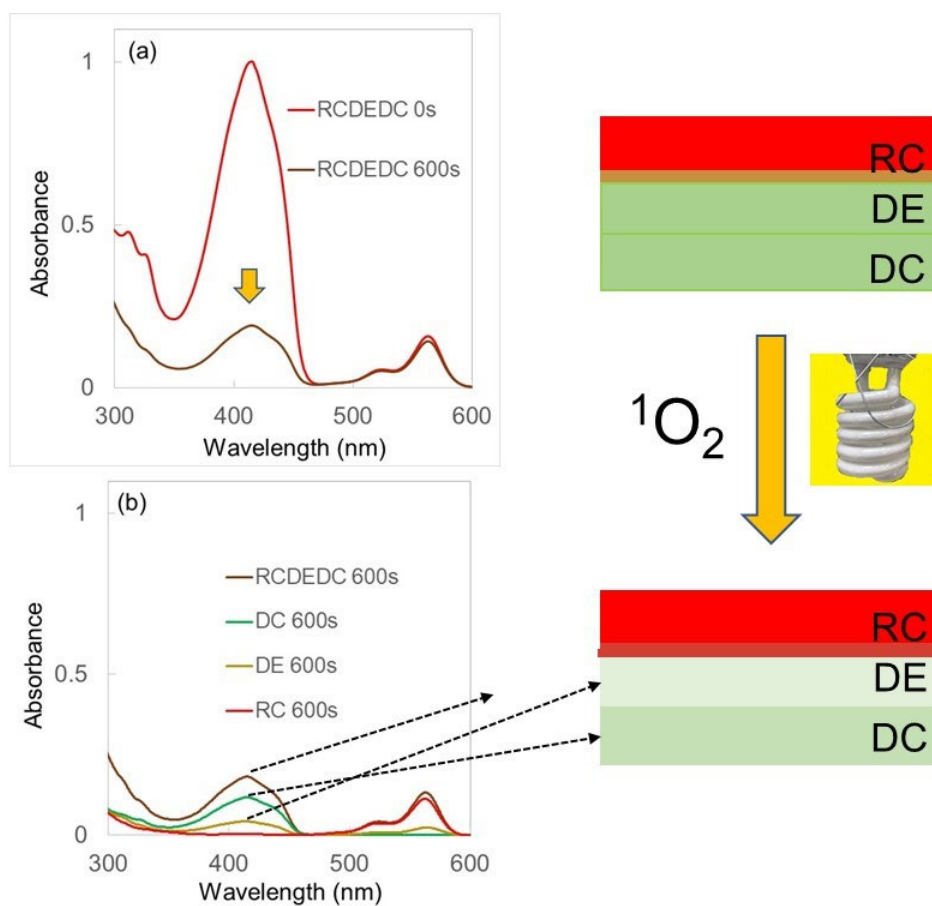 (a)
1
RCDEDC 0s
RCDEDC 600s
0.5
0
300 400 500 600
Absorbance
Wavelength (nm)
RC
DE
DC
¹O₂
(b)
1
RCDEDC 600s
DC 600s
DE 600s
RC 600s
0.5
0
300 400 500 600
Absorbance
Wavelength (nm)
RC
DE
DC